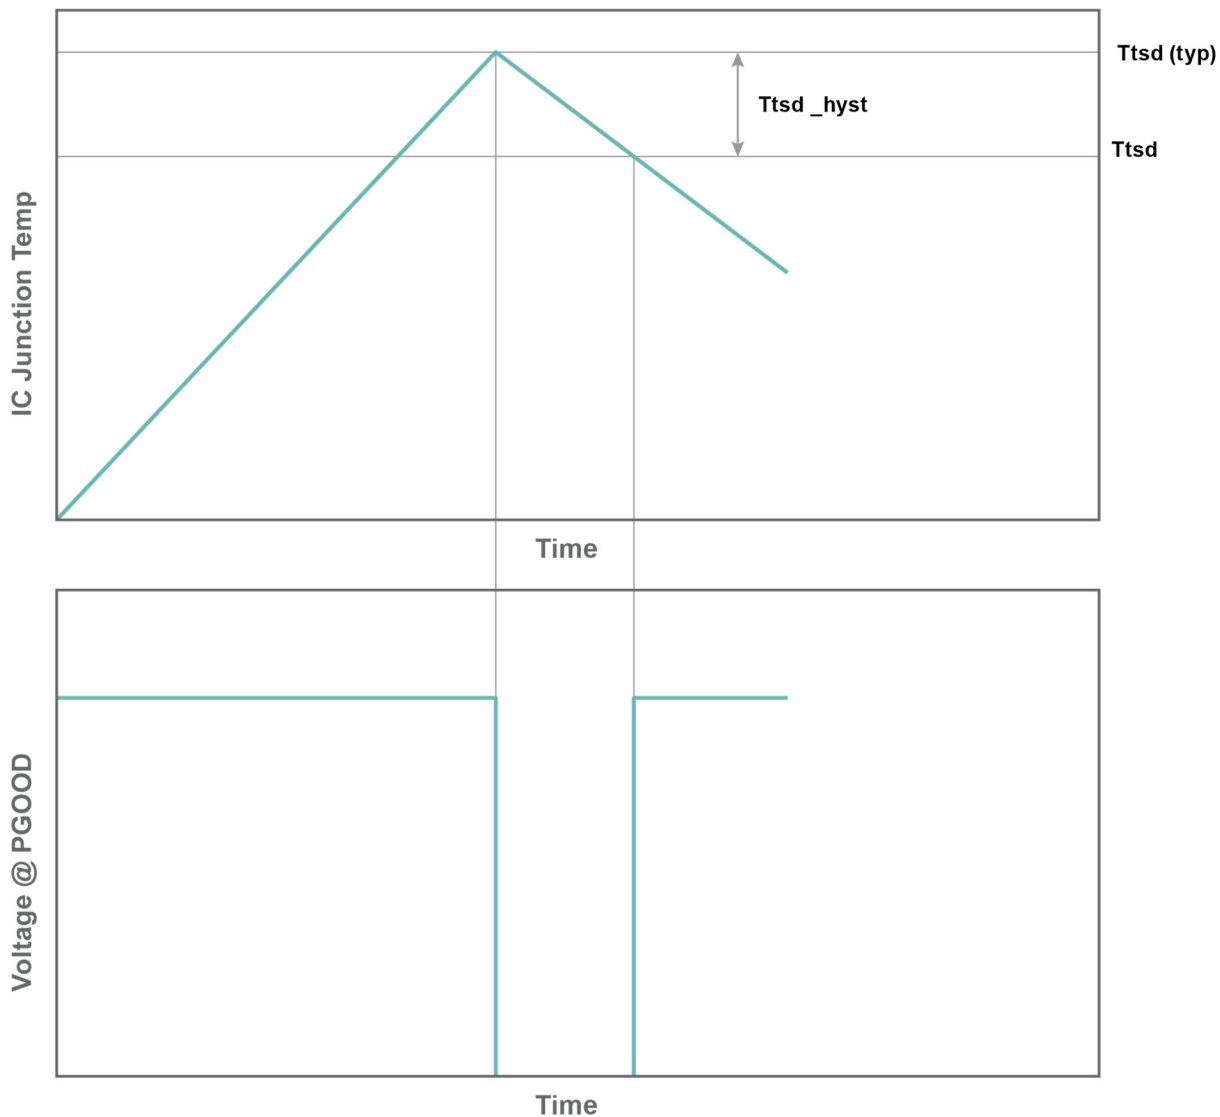 Ttsd (typ)
Ttsd _hyst
Ttsd
IC Junction Temp
Time
Voltage @ PGOOD
Time